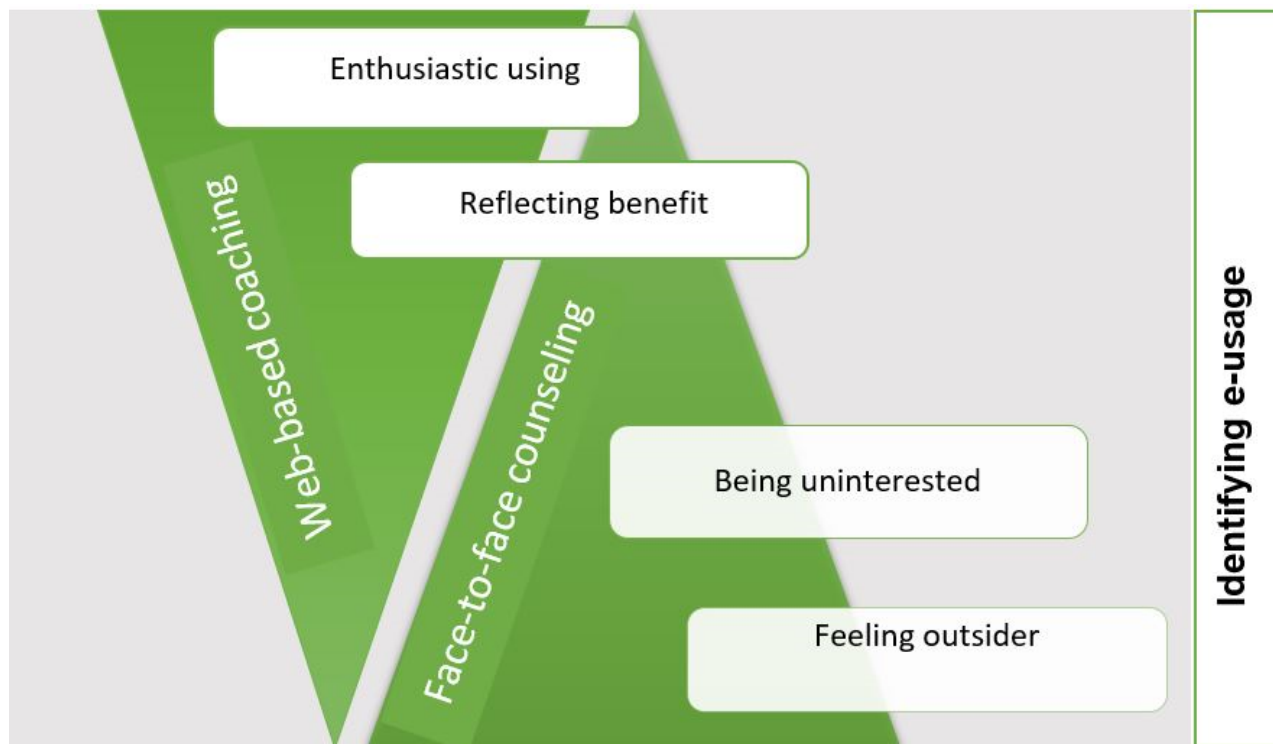 Enthusiastic using
Reflecting benefit
Web-based coaching
Face-to-face counseling
Being uninterested
Feeling outsider
Identifying e-usage